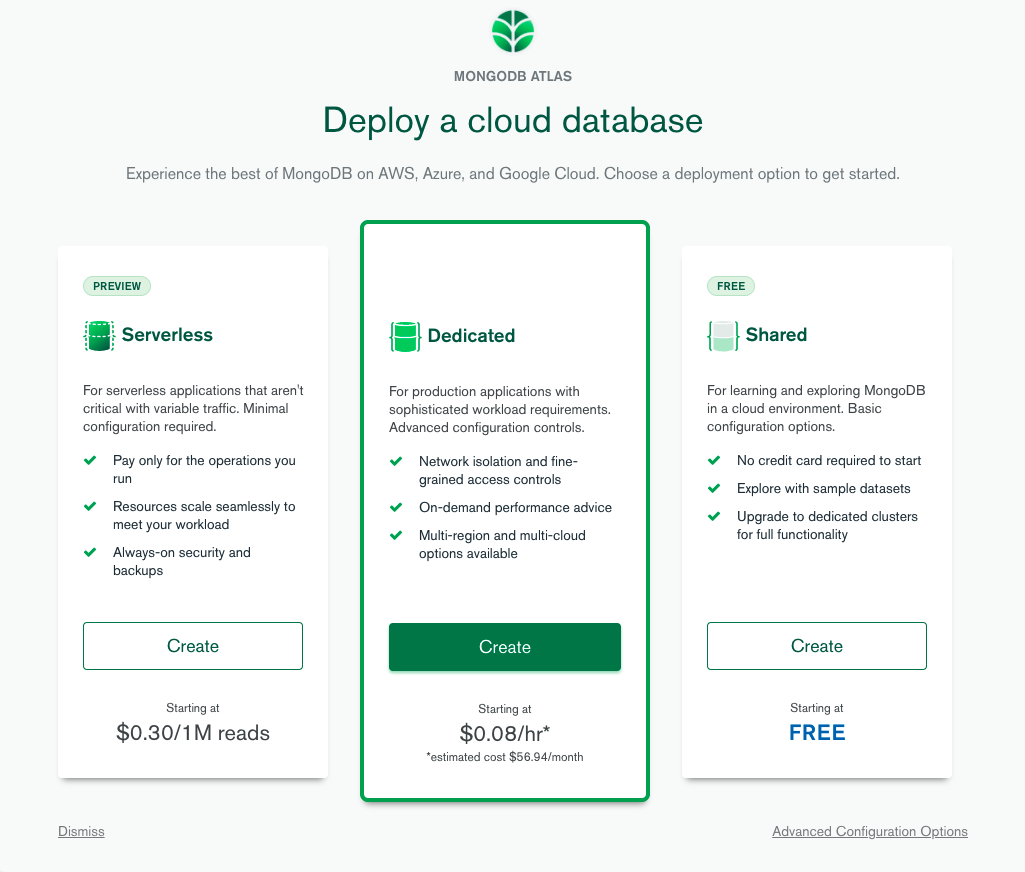 MONGODB ATLAS
Deploy a cloud database
Experience the best of MongoDB on AWS, Azure, and Google Cloud. Choose a deployment option to get started.
PREVIEW
Serverless
For serverless applications that aren't
critical with variable traffic. Minimal
configuration required.
Pay only for the operations you
run
Resources scale seamlessly to
meet your workload
Always-on security and
backups
Create
Starting at
$0.30/1M reads
Dedicated
For production applications with
sophisticated workload requirements.
Advanced configuration controls.
Network isolation and fine-
grained access controls
On-demand performance advice
Multi-region and multi-cloud
options available
Create
Starting at
$0.08/hr*
*estimated cost $56.94/month
FREE
Shared
For learning and exploring MongoDB
in a cloud environment. Basic
configuration options.
No credit card required to start
Explore with sample datasets
Upgrade to dedicated clusters
for full functionality
Create
Starting at
FREE
Dismiss
Advanced Configuration Options